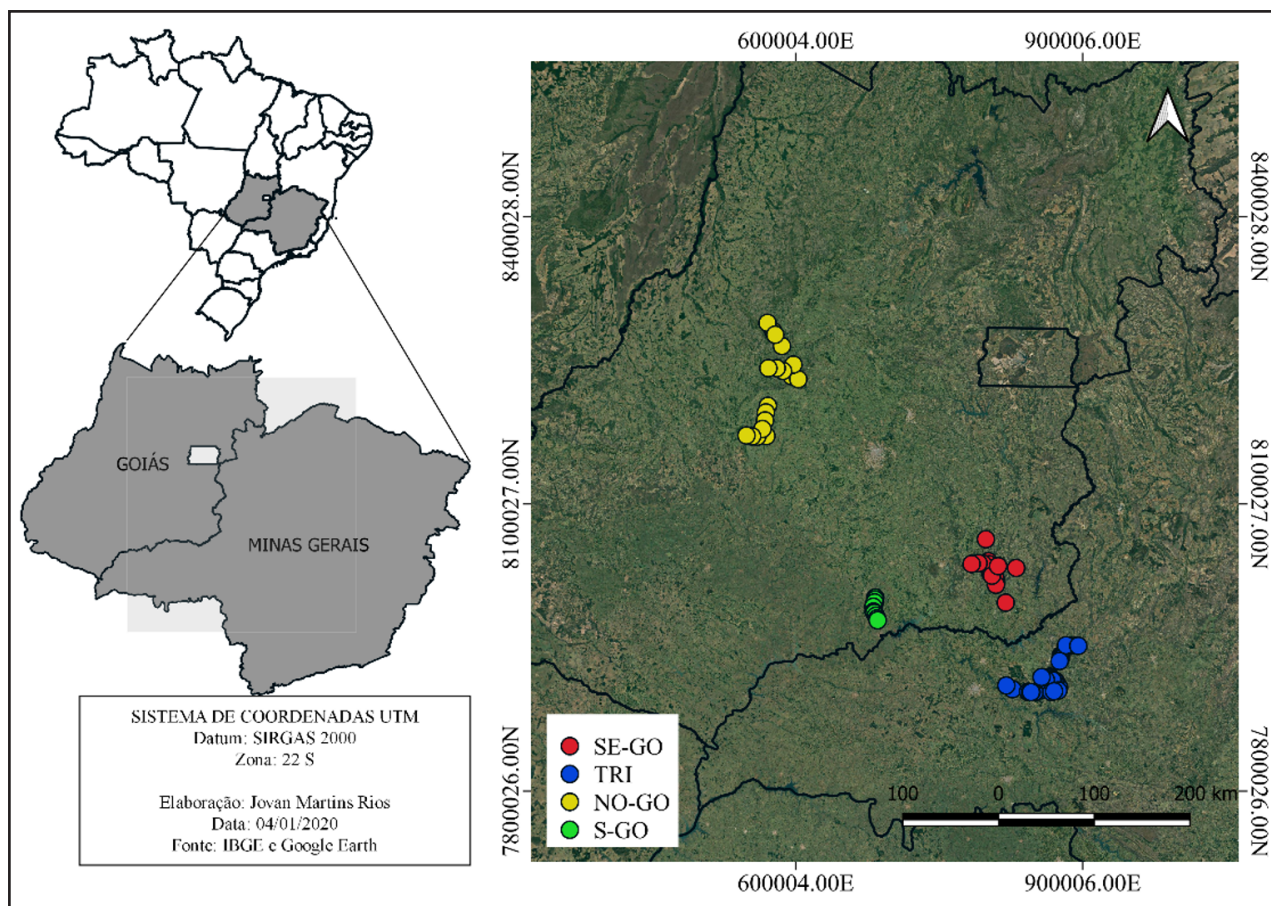 600004.00E
900006.00E
8400028.00N
8400028.00N
GOIÁS
MINAS GERAIS
8100027.00N
8100027.00N
SISTEMA DE COORDENADAS UTM
Datum: SIRGAS 2000
Zona: 22 S
Elaboração: Jovan Martins Rios
Data: 04/01/2020
Fonte: IBGE e Google Earth
SE-GO
TRI
NO-GO
S-GO
7800026.00N
7800026.00N
100 0 100 200 km
600004.00E
900006.00E